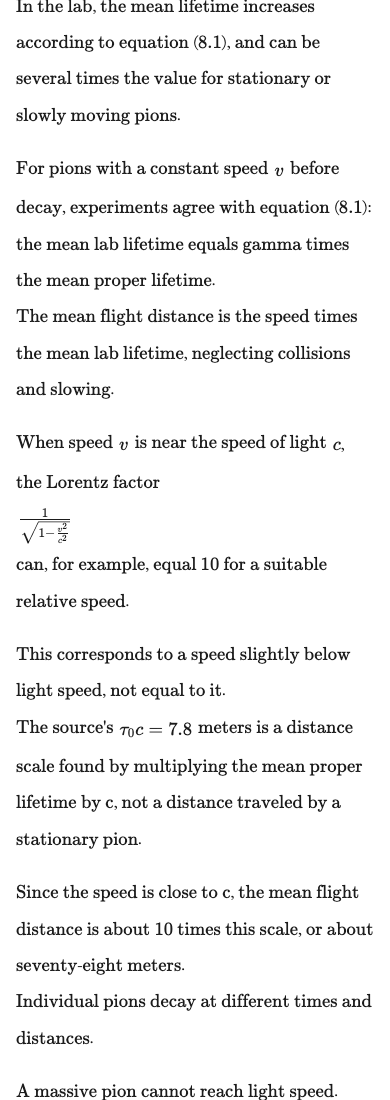 In the lab, the mean lifetime increases
according to equation (8.1), and can be
several times the value for stationary or
slowly moving pions.
For pions with a constant speed v before
decay, experiments agree with equation (8.1):
the mean lab lifetime equals gamma times
the mean proper lifetime.
The mean flight distance is the speed times
the mean lab lifetime, neglecting collisions
and slowing.
When speed v is near the speed of light c,
the Lorentz factor
\frac{1}{\sqrt{1-\frac{v^2}{c^2}}}
can, for example, equal 10 for a suitable
relative speed.
This corresponds to a speed slightly below
light speed, not equal to it.
The source's τ₀c = 7.8 meters is a distance
scale found by multiplying the mean proper
lifetime by c, not a distance traveled by a
stationary pion.
Since the speed is close to c, the mean flight
distance is about 10 times this scale, or about
seventy-eight meters.
Individual pions decay at different times and
distances.
A massive pion cannot reach light speed.